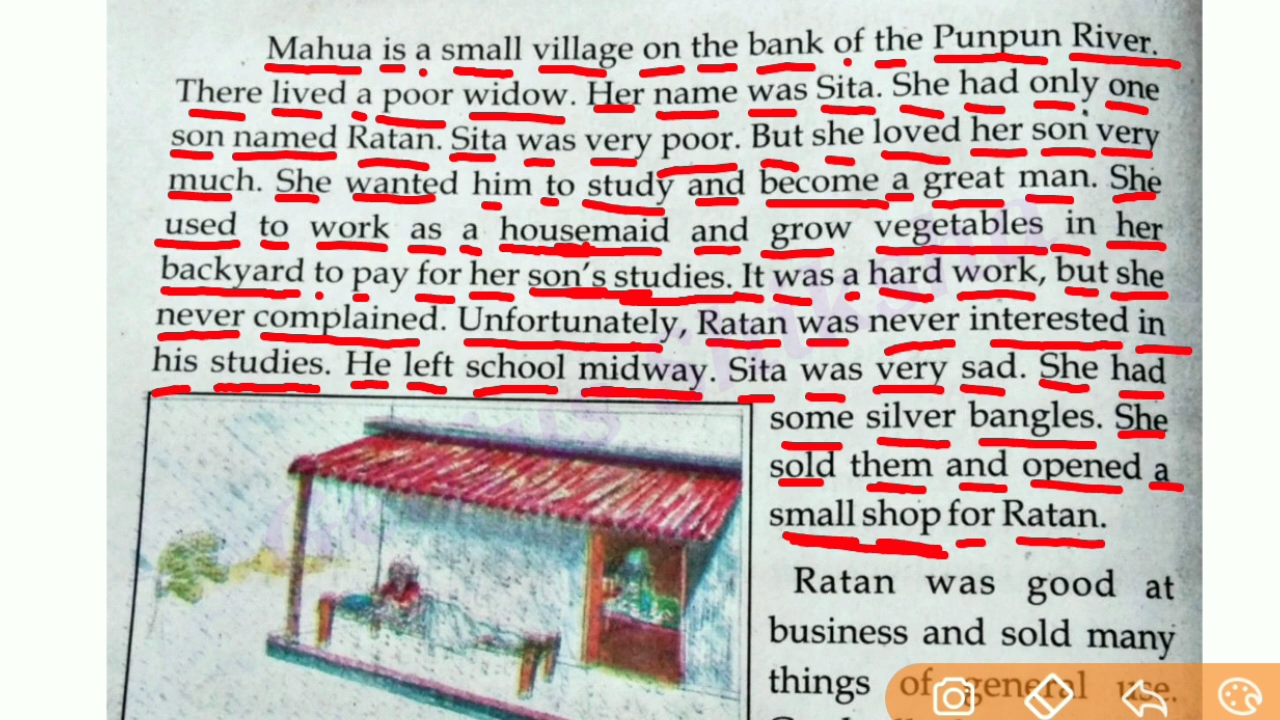 Mahua is a small village on the bank of the Punpun River.
There lived a poor widow. Her name was Sita. She had only one
son named Ratan. Sita was very poor. But she loved her son very
much. She wanted him to study and become a great man. She
used to work as a housemaid and grow vegetables in her
backyard to pay for her son's studies. It was a hard work, but she
never complained. Unfortunately, Ratan was never interested in
his studies. He left school midway. Sita was very sad. She had
some silver bangles. She
sold them and opened a
small shop for Ratan.
Ratan was good at
business and sold many
things of general use.